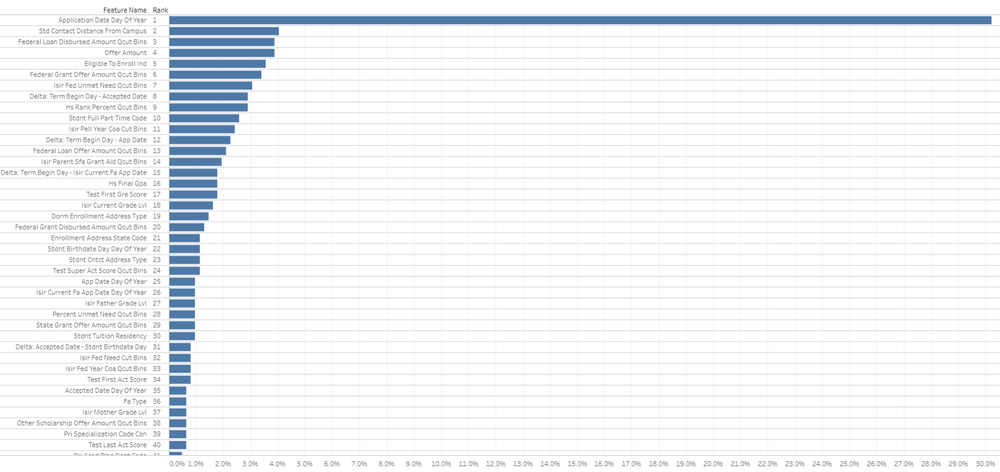 Feature Name Rank
Application Date Day Of Year 1
Std Contact Distance From Campus 2
Federal Loan Disbursed Amount Qcut Bins 3
Offer Amount 4
Eligible To Enroll Ind 5
Federal Grant Offer Amount Qcut Bins 6
Isir Fed Unmet Need Qcut Bins 7
Delta: Term Begin Day - Accepted Date 8
Hs Rank Percent Qcut Bins 9
Stdnt Full Part Time Code 10
Isir Pell Year Coa Cut Bins 11
Delta: Term Begin Day - App Date 12
Federal Loan Offer Amount Qcut Bins 13
Isir Parent Sfa Grant Aid Qcut Bins 14
Delta: Term Begin Day - Isir Current Fa App Date 15
Hs Final Gpa 16
Test First Gre Score 17
Isir Current Grade Lvl 18
Dorm Enrollment Address Type 19
Federal Grant Disbursed Amount Qcut Bins 20
Enrollment Address State Code 21
Stdnt Birthdate Day Day Of Year 22
Stdnt Cntct Address Type 23
Test Super Act Score Qcut Bins 24
App Date Day Of Year 25
Isir Current Fa App Date Day Of Year 26
Isir Father Grade Lvl 27
Percent Unmet Need Qcut Bins 28
State Grant Offer Amount Qcut Bins 29
Stdnt Tuition Residency 30
Delta: Accepted Date - Stdnt Birthdate Day 31
Isir Fed Need Cut Bins 32
Isir Fed Year Coa Qcut Bins 33
Test First Act Score 34
Accepted Date Day Of Year 35
Fa Type 36
Isir Mother Grade Lvl 37
Other Scholarship Offer Amount Qcut Bins 38
Pri Specialization Code Con 39
Test Last Act Score 40
0.0% 1.0% 2.0% 3.0% 4.0% 5.0% 6.0% 7.0% 8.0% 9.0% 10.0% 11.0% 12.0% 13.0% 14.0% 15.0% 16.0% 17.0% 18.0% 19.0% 20.0% 21.0% 22.0% 23.0% 24.0% 25.0% 26.0% 27.0% 28.0% 29.0% 30.0%